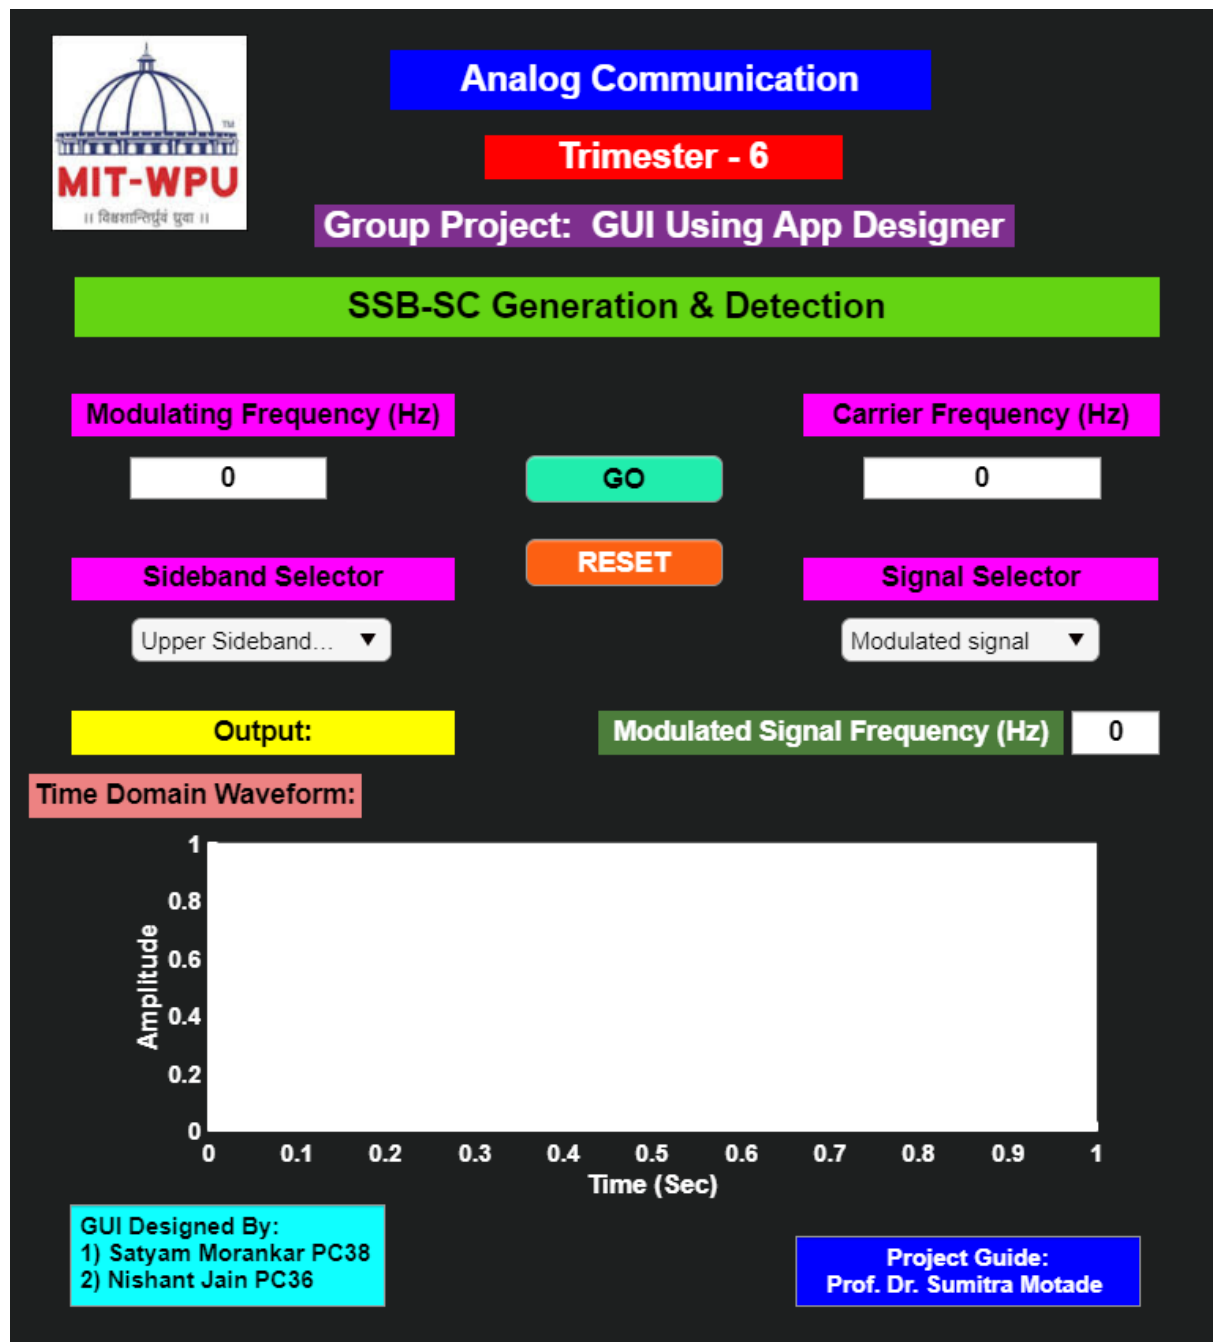 Analog Communication
Trimester - 6
TM
MIT-WPU
॥ विश्वशान्तिर्ध्रुवं ध्रुवा ॥
Group Project: GUI Using App Designer
SSB-SC Generation & Detection
Modulating Frequency (Hz)
Carrier Frequency (Hz)
0
GO
0
RESET
Sideband Selector
Signal Selector
Upper Sideband...
Modulated signal
Output:
Modulated Signal Frequency (Hz)
0
Time Domain Waveform:
1
0.8
0.6
0.4
0.2
0
Amplitude
0 0.1 0.2 0.3 0.4 0.5 0.6 0.7 0.8 0.9 1
Time (Sec)
GUI Designed By:
1) Satyam Morankar PC38
2) Nishant Jain PC36
Project Guide:
Prof. Dr. Sumitra Motade